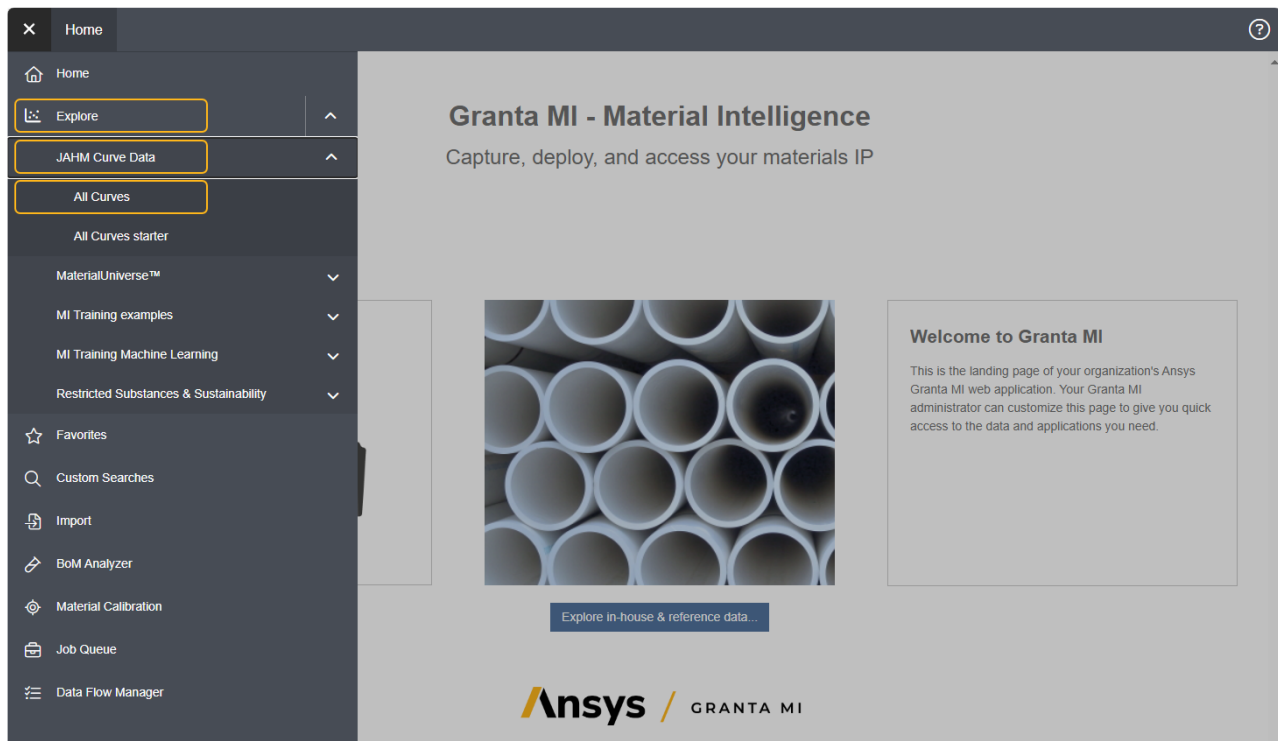 Home
Home
Explore
JAHM Curve Data
All Curves
All Curves starter
MaterialUniverse™
MI Training examples
MI Training Machine Learning
Restricted Substances & Sustainability
Favorites
Custom Searches
Import
BoM Analyzer
Material Calibration
Job Queue
Data Flow Manager
Granta MI - Material Intelligence
Capture, deploy, and access your materials IP
Explore in-house & reference data...
Welcome to Granta MI
This is the landing page of your organization's Ansys
Granta MI web application. Your Granta MI
administrator can customize this page to give you quick
access to the data and applications you need.
Ansys / GRANTA MI